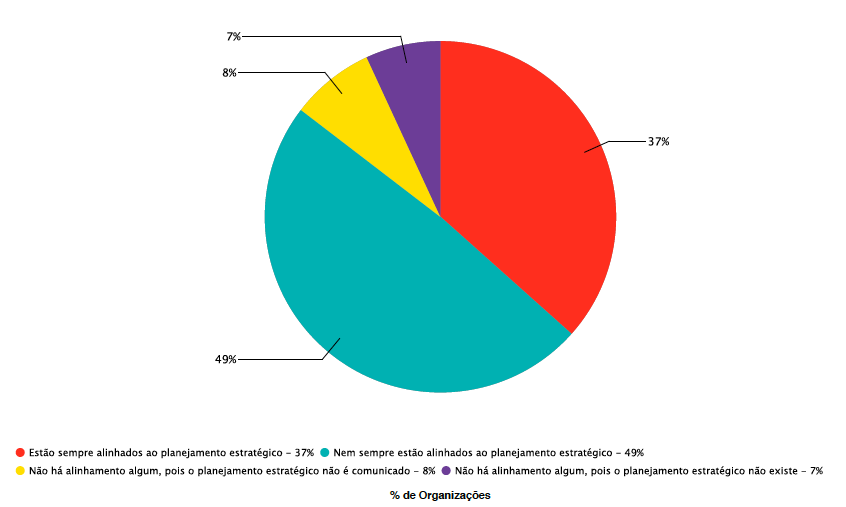 7%
8%
37%
49%
Estão sempre alinhados ao planejamento estratégico – 37% Nem sempre estão alinhados ao planejamento estratégico – 49%
Não há alinhamento algum, pois o planejamento estratégico não é comunicado – 8% Não há alinhamento algum, pois o planejamento estratégico não existe – 7%
% de Organizações